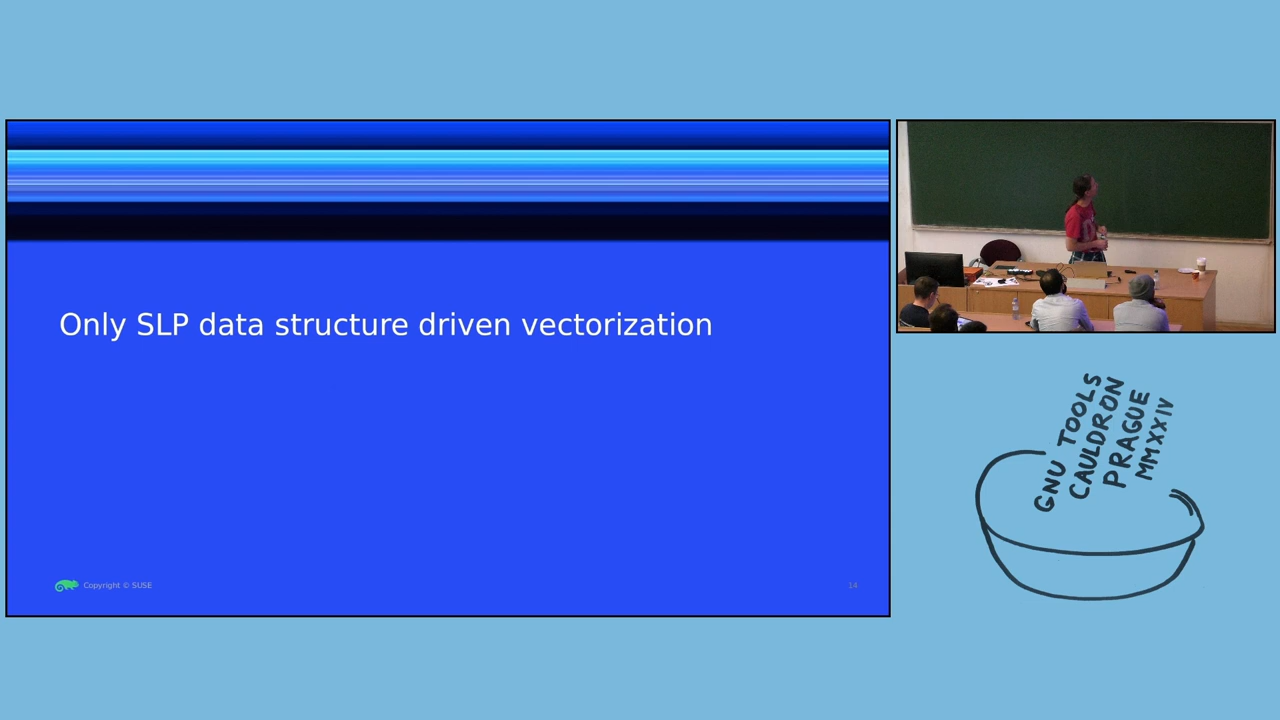 Only SLP data structure driven vectorization
Copyright © SUSE
14
GNU TOOLS
CAULDRON
PRAGUE
MMXXIV